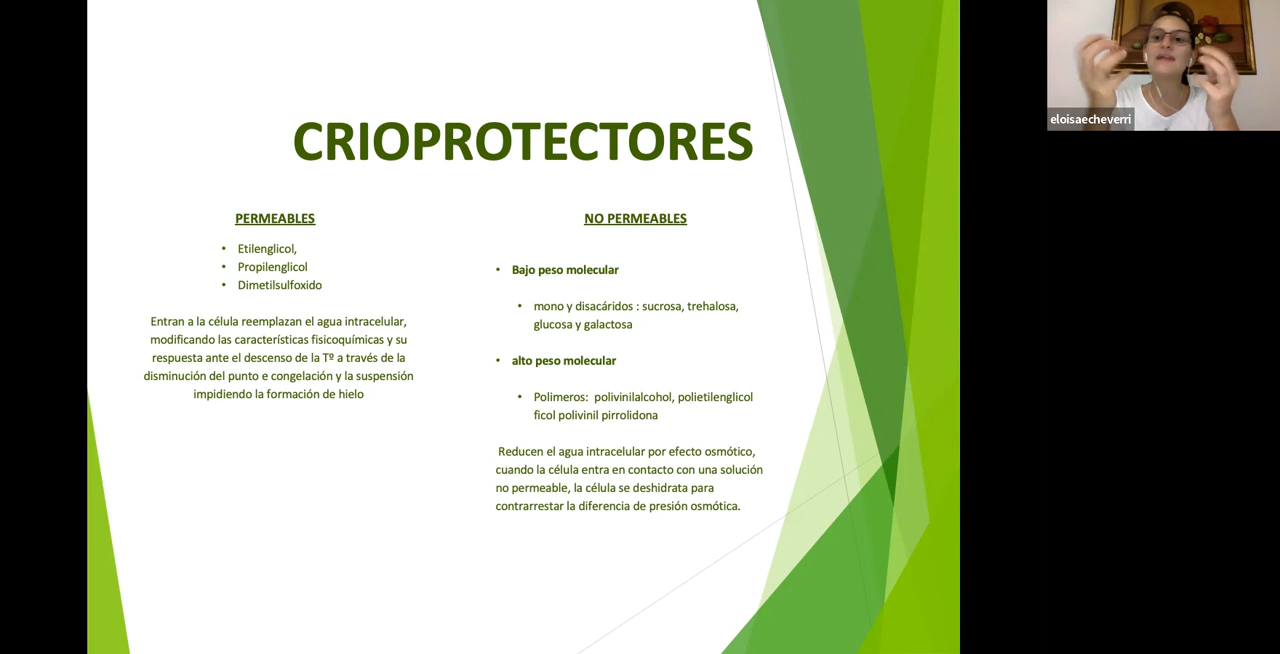 CRIOPROTECTORES
PERMEABLES
• Etilenglicol,
• Propilenglicol
• Dimetilsulfoxido
Entran a la célula reemplazan el agua intracelular,
modificando las características fisicoquímicas y su
respuesta ante el descenso de la Tº a través de la
disminución del punto e congelación y la suspensión
impidiendo la formación de hielo
NO PERMEABLES
• Bajo peso molecular
• mono y disacáridos : sucrosa, trehalosa,
glucosa y galactosa
• alto peso molecular
• Polimeros: polivinilalcohol, polietilenglicol
ficol polivinil pirrolidona
Reducen el agua intracelular por efecto osmótico,
cuando la célula entra en contacto con una solución
no permeable, la célula se deshidrata para
contrarrestar la diferencia de presión osmótica.
eloisaecheverri